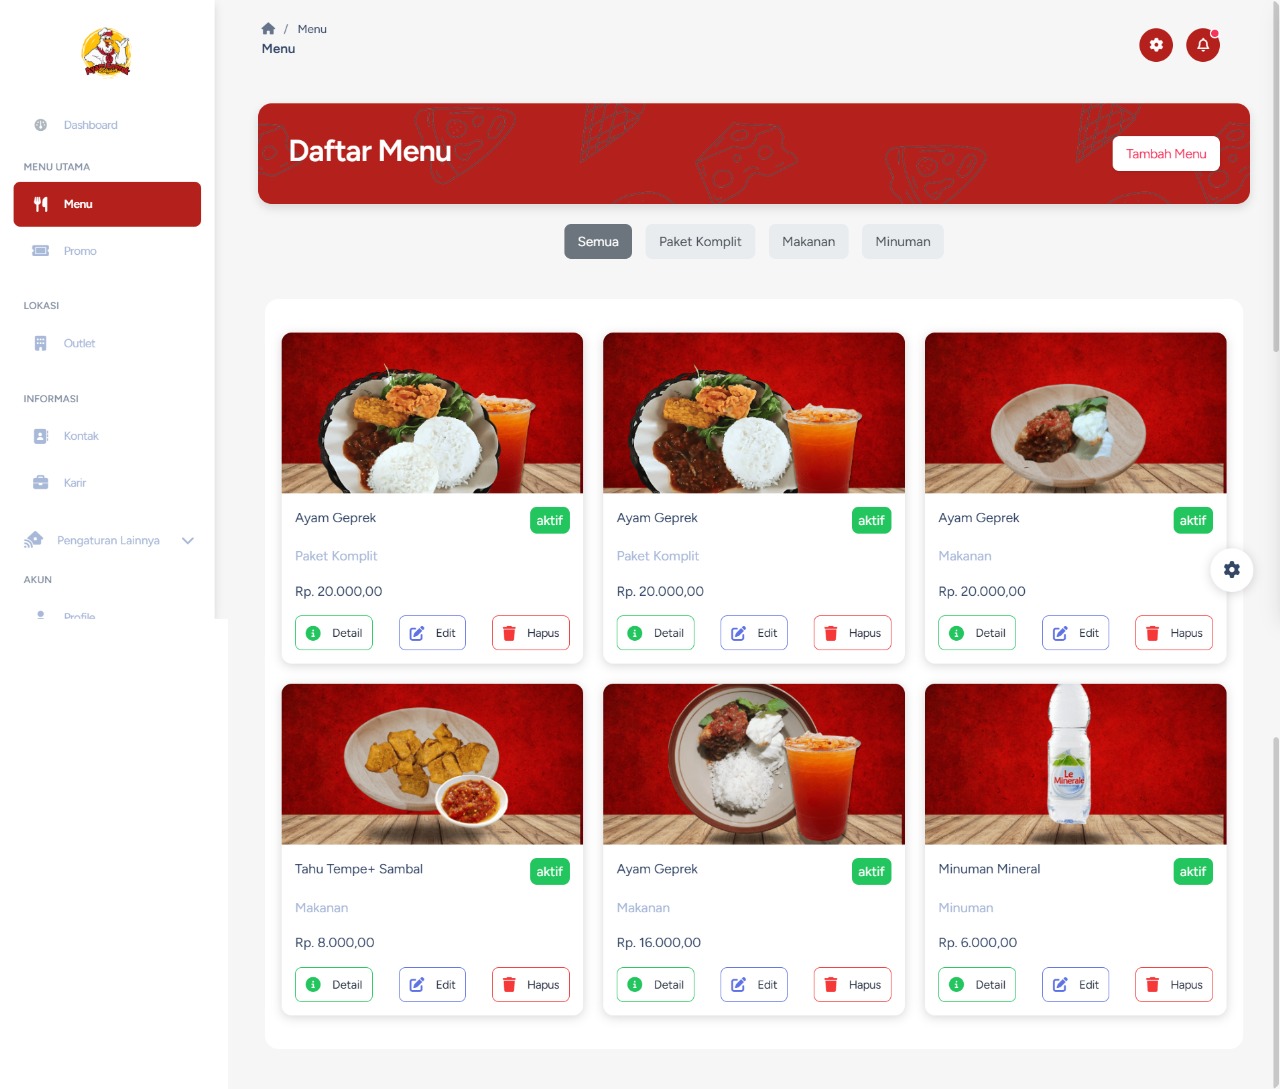 / Menu
Menu
Dashboard
MENU UTAMA
Menu
Promo
LOKASI
Outlet
INFORMASI
Kontak
Karir
Pengaturan Lainnya
AKUN
Profile
Daftar Menu
Tambah Menu
Semua Paket Komplit Makanan Minuman
Ayam Geprek aktif
Paket Komplit
Rp. 20.000,00
Detail Edit Hapus
Ayam Geprek aktif
Paket Komplit
Rp. 20.000,00
Detail Edit Hapus
Ayam Geprek aktif
Makanan
Rp. 20.000,00
Detail Edit Hapus
Tahu Tempe+ Sambal aktif
Makanan
Rp. 8.000,00
Detail Edit Hapus
Ayam Geprek aktif
Makanan
Rp. 16.000,00
Detail Edit Hapus
Le
Minerale
Minuman Mineral aktif
Minuman
Rp. 6.000,00
Detail Edit Hapus